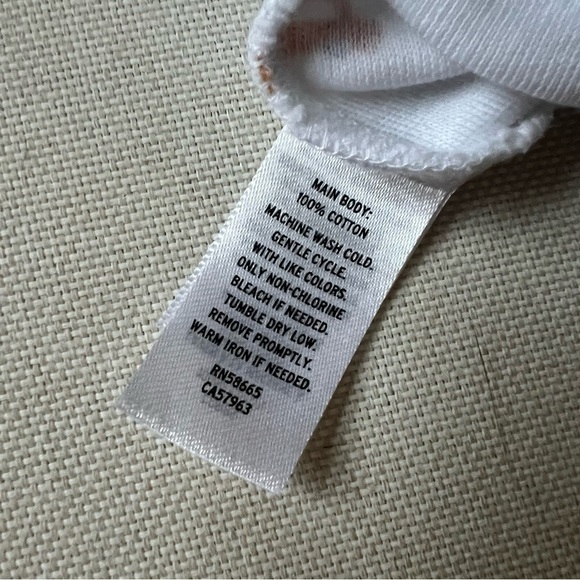 MAIN BODY:
100% COTTON
MACHINE WASH COLD.
GENTLE CYCLE.
WITH LIKE COLORS.
ONLY NON-CHLORINE
BLEACH IF NEEDED.
TUMBLE DRY LOW.
REMOVE PROMPTLY.
WARM IRON IF NEEDED.
RN58665
CA57963